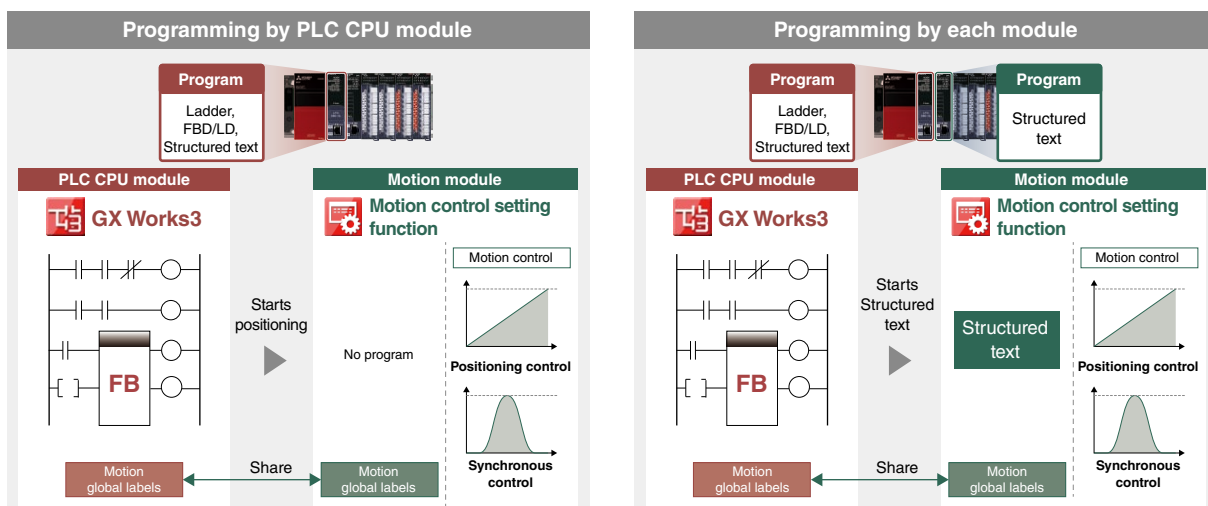 Programming by PLC CPU module
Program
Ladder,
FBD/LD,
Structured text
PLC CPU module
GX Works3
FB
Starts
positioning
Motion module
Motion control setting
function
No program
Motion control
Positioning control
Synchronous
control
Motion
global labels
Share
Motion
global labels
Programming by each module
Program
Ladder,
FBD/LD,
Structured text
Program
Structured
text
PLC CPU module
GX Works3
FB
Starts
Structured
text
Motion module
Motion control setting
function
Structured
text
Motion control
Positioning control
Synchronous
control
Motion
global labels
Share
Motion
global labels